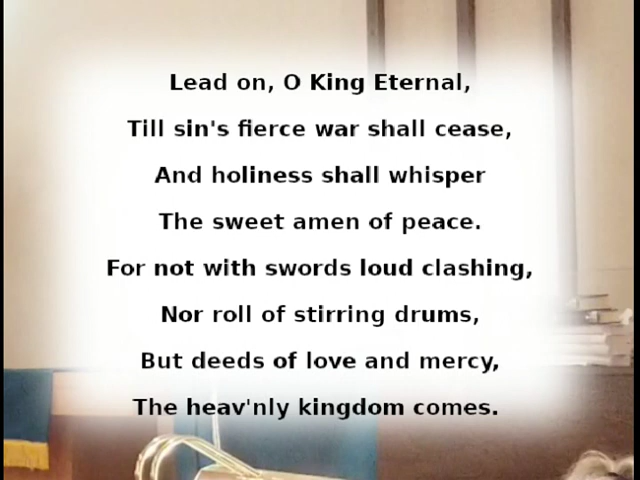 Lead on, O King Eternal,
Till sin's fierce war shall cease,
And holiness shall whisper
The sweet amen of peace.
For not with swords loud clashing,
Nor roll of stirring drums,
But deeds of love and mercy,
The heav'nly kingdom comes.